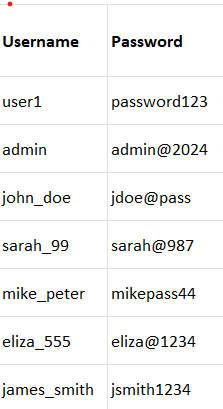 Username Password
user1 password123
admin admin@2024
john_doe jdoe@pass
sarah_99 sarah@987
mike_peter mikepass44
eliza_555 eliza@1234
james_smith jsmith1234